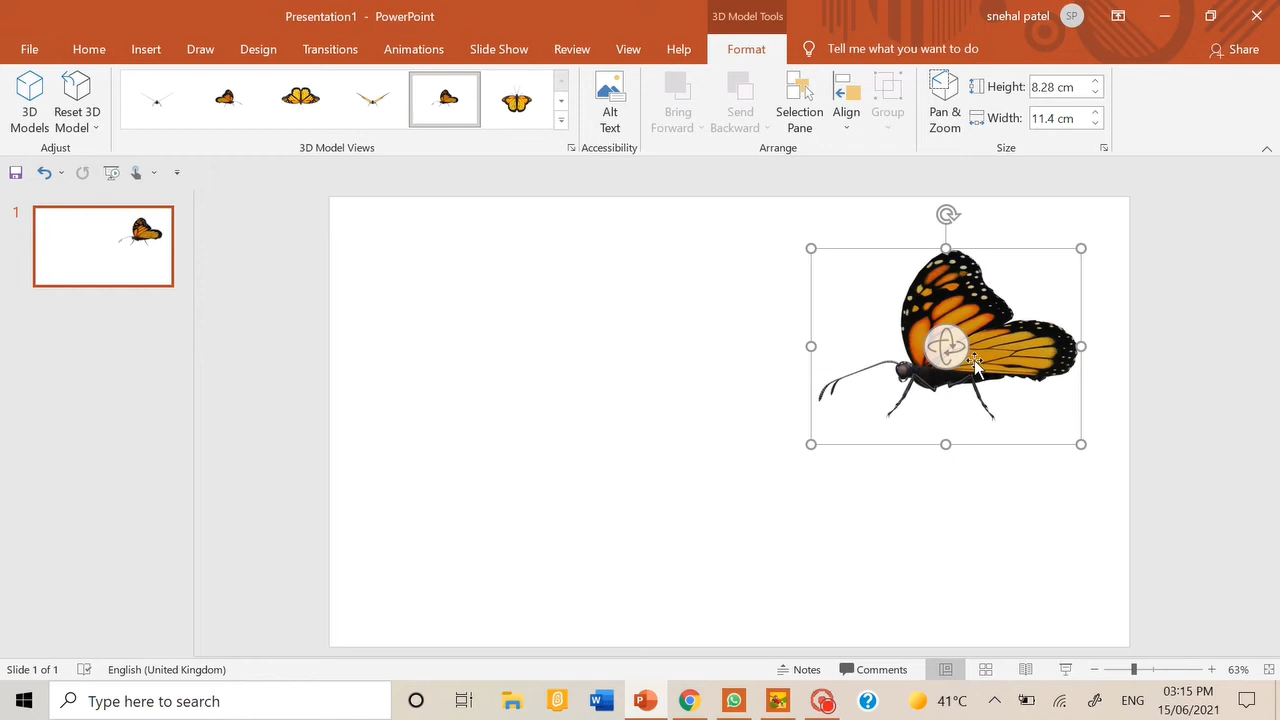 Presentation1 - PowerPoint
3D Model Tools
snehal patel
SP
File
Home
Insert
Draw
Design
Transitions
Animations
Slide Show
Review
View
Help
Format
Tell me what you want to do
Share
3D
Models
Reset 3D
Model
Alt
Text
Bring
Forward
Send
Backward
Selection
Pane
Align
Group
Pan &
Zoom
Height:
8.28 cm
Width:
11.4 cm
Adjust
3D Model Views
Accessibility
Arrange
Size
1
Slide 1 of 1
English (United Kingdom)
Notes
Comments
63%
Type here to search
41°C
ENG
03:15 PM
15/06/2021